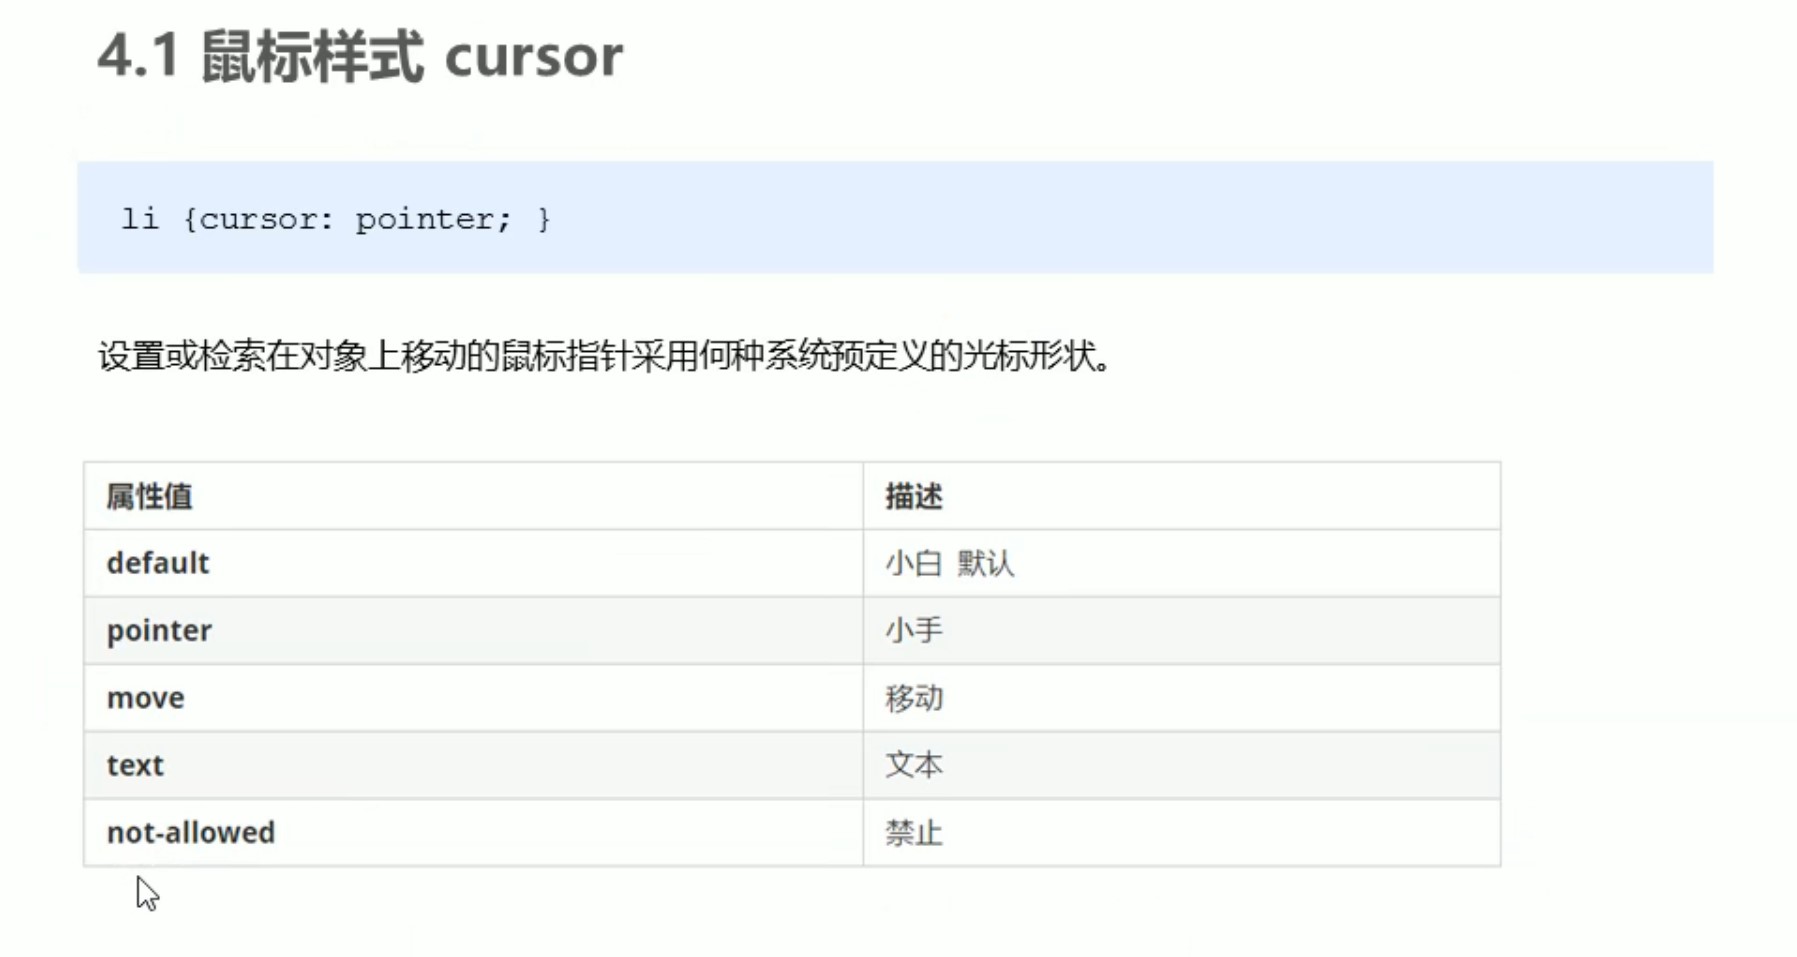 4.1 鼠标样式 cursor
li {cursor: pointer; }
设置或检索在对象上移动的鼠标指针采用何种系统预定义的光标形状。
属性值 描述
default 小白 默认
pointer 小手
move 移动
text 文本
not-allowed 禁止